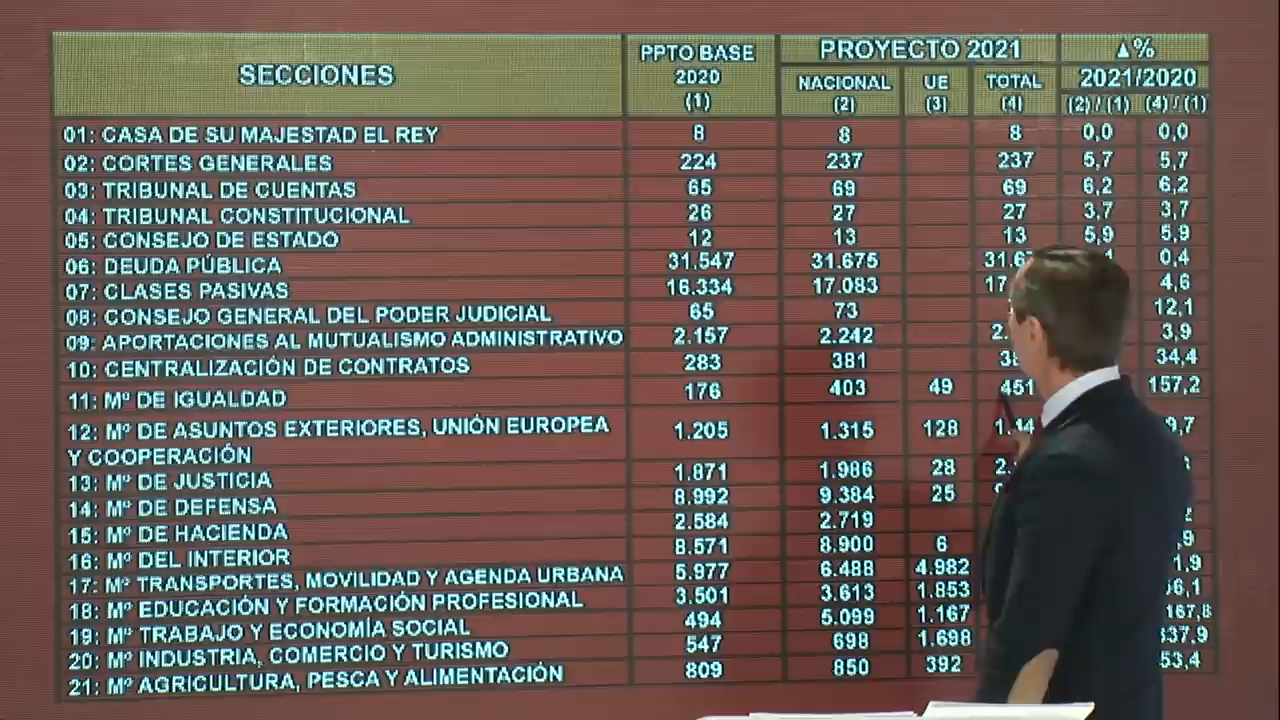 SECCIONES PPTO BASE 2020 (1) PROYECTO 2021 ▲%
NACIONAL (2) UE (3) TOTAL (4) 2021/2020
(2) / (1) (4) / (1)
01: CASA DE SU MAJESTAD EL REY 8 8 8 0,0 0,0
02: CORTES GENERALES 224 237 237 5,7 5,7
03: TRIBUNAL DE CUENTAS 65 69 69 6,2 6,2
04: TRIBUNAL CONSTITUCIONAL 26 27 27 3,7 3,7
05: CONSEJO DE ESTADO 12 13 13 5,9 5,9
06: DEUDA PÚBLICA 31.547 31.675 0,4
07: CLASES PASIVAS 16.334 17.083 4,6
08: CONSEJO GENERAL DEL PODER JUDICIAL 65 73 12,1
09: APORTACIONES AL MUTUALISMO ADMINISTRATIVO 2.157 2.242 3,9
10: CENTRALIZACIÓN DE CONTRATOS 283 381 34,4
11: Mº DE IGUALDAD 176 403 49 451 157,2
12: Mº DE ASUNTOS EXTERIORES, UNIÓN EUROPEA
Y COOPERACIÓN 1.205 1.315 128
13: Mº DE JUSTICIA 1.871 1.986 28
14: Mº DE DEFENSA 8.992 9.384 25
15: Mº DE HACIENDA 2.584 2.719
16: Mº DEL INTERIOR 8.571 8.900 6
17: Mº TRANSPORTES, MOVILIDAD Y AGENDA URBANA 5.977 6.488 4.982
18: Mº EDUCACIÓN Y FORMACIÓN PROFESIONAL 3.501 3.613 1.853
19: Mº TRABAJO Y ECONOMÍA SOCIAL 494 5.099 1.167
20: Mº INDUSTRIA, COMERCIO Y TURISMO 547 698 1.698
21: Mº AGRICULTURA, PESCA Y ALIMENTACIÓN 809 850 392 53,4